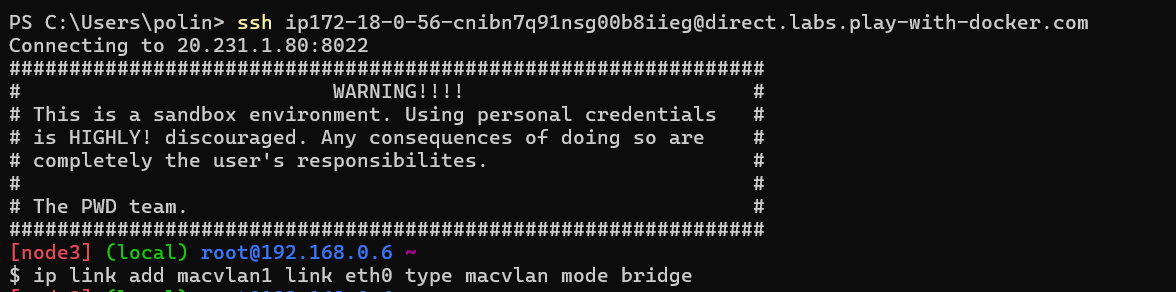 PS C:\Users\polin> ssh ip172-18-0-56-cnibn7q91nsg00b8iieg@direct.labs.play-with-docker.com
Connecting to 20.231.1.80:8022
###############################################################
#                          WARNING!!!!                        #
# This is a sandbox environment. Using personal credentials   #
# is HIGHLY! discouraged. Any consequences of doing so are    #
# completely the user's responsibilites.                      #
#                                                             #
# The PWD team.                                               #
###############################################################
[node3] (local) root@192.168.0.6 ~
$ ip link add macvlan1 link eth0 type macvlan mode bridge